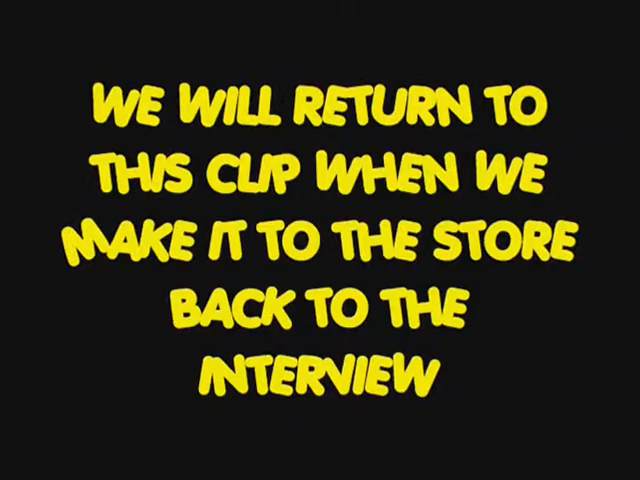 WE WILL RETURN TO
THIS CLIP WHEN WE
MAKE IT TO THE STORE
BACK TO THE
INTERVIEW